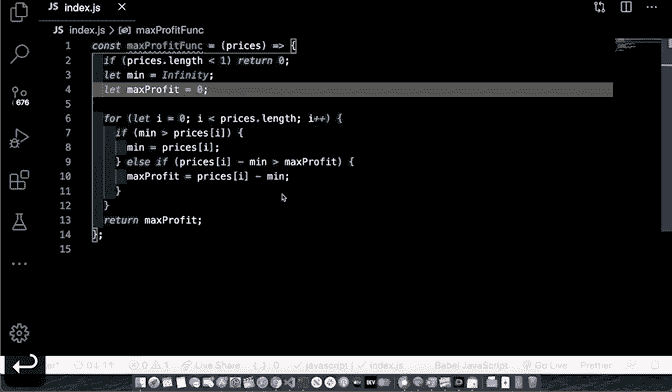 JS index.js ×
JS index.js > maxProfitFunc
1 const maxProfitFunc = (prices) => {
2 if (prices.length < 1) return 0;
3 let min = Infinity;
4 let maxProfit = 0;
5
6 for (let i = 0; i < prices.length; i++) {
7 if (min > prices[i]) {
8 min = prices[i];
9 } else if (prices[i] - min > maxProfit) {
10 maxProfit = prices[i] - min;
11 }
12 }
13 return maxProfit;
14 };
15
676
Live Share
javascript
index.js
Babel JavaScript
Go Live
Prettier
DEV